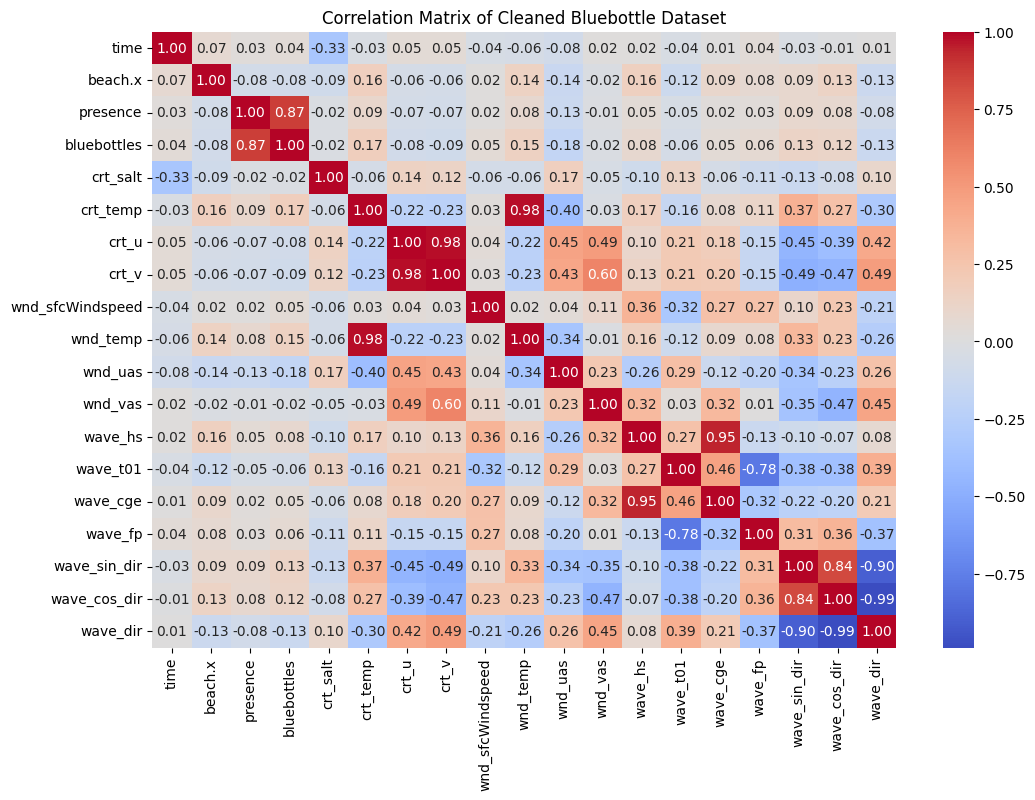 Correlation Matrix of Cleaned Bluebottle Dataset
time 1.00 0.07 0.03 0.04 -0.33 -0.03 0.05 0.05 -0.04 -0.06 -0.08 0.02 0.02 -0.04 0.01 0.04 -0.03 -0.01 0.01
beach.x 0.07 1.00 -0.08 -0.08 -0.09 0.16 -0.06 -0.06 0.02 0.14 -0.14 -0.02 0.16 -0.12 0.09 0.08 0.09 0.13 -0.13
presence 0.03 -0.08 1.00 0.87 -0.02 0.09 -0.07 -0.07 0.02 0.08 -0.13 -0.01 0.05 -0.05 0.02 0.03 0.09 0.08 -0.08
bluebottles 0.04 -0.08 0.87 1.00 -0.02 0.17 -0.08 -0.09 0.05 0.15 -0.18 -0.02 0.08 -0.06 0.05 0.06 0.13 0.12 -0.13
crt_salt -0.33 -0.09 -0.02 -0.02 1.00 -0.06 0.14 0.12 -0.06 -0.06 0.17 -0.05 -0.10 0.13 -0.06 -0.11 -0.13 -0.08 0.10
crt_temp -0.03 0.16 0.09 0.17 -0.06 1.00 -0.22 -0.23 0.03 0.98 -0.40 -0.03 0.17 -0.16 0.08 0.11 0.37 0.27 -0.30
crt_u 0.05 -0.06 -0.07 -0.08 0.14 -0.22 1.00 0.98 0.04 -0.22 0.45 0.49 0.10 0.21 0.18 -0.15 -0.45 -0.39 0.42
crt_v 0.05 -0.06 -0.07 -0.09 0.12 -0.23 0.98 1.00 0.03 -0.23 0.43 0.60 0.13 0.21 0.20 -0.15 -0.49 -0.47 0.49
wnd_sfcWindspeed -0.04 0.02 0.02 0.05 -0.06 0.03 0.04 0.03 1.00 0.02 0.04 0.11 0.36 -0.32 0.27 0.27 0.10 0.23 -0.21
wnd_temp -0.06 0.14 0.08 0.15 -0.06 0.98 -0.22 -0.23 0.02 1.00 -0.34 -0.01 0.16 -0.12 0.09 0.08 0.33 0.23 -0.26
wnd_uas -0.08 -0.14 -0.13 -0.18 0.17 -0.40 0.45 0.43 0.04 -0.34 1.00 0.23 -0.26 0.29 -0.12 -0.20 -0.34 -0.23 0.26
wnd_vas 0.02 -0.02 -0.01 -0.02 -0.05 -0.03 0.49 0.60 0.11 -0.01 0.23 1.00 0.32 0.03 0.32 0.01 -0.35 -0.47 0.45
wave_hs 0.02 0.16 0.05 0.08 -0.10 0.17 0.10 0.13 0.36 0.16 -0.26 0.32 1.00 0.27 0.95 -0.13 -0.10 -0.07 0.08
wave_t01 -0.04 -0.12 -0.05 -0.06 0.13 -0.16 0.21 0.21 -0.32 -0.12 0.29 0.03 0.27 1.00 0.46 -0.78 -0.38 -0.38 0.39
wave_cge 0.01 0.09 0.02 0.05 -0.06 0.08 0.18 0.20 0.27 0.09 -0.12 0.32 0.95 0.46 1.00 -0.32 -0.22 -0.20 0.21
wave_fp 0.04 0.08 0.03 0.06 -0.11 0.11 -0.15 -0.15 0.27 0.08 -0.20 0.01 -0.13 -0.78 -0.32 1.00 0.31 0.36 -0.37
wave_sin_dir -0.03 0.09 0.09 0.13 -0.13 0.37 -0.45 -0.49 0.10 0.33 -0.34 -0.35 -0.10 -0.38 -0.22 0.31 1.00 0.84 -0.90
wave_cos_dir -0.01 0.13 0.08 0.12 -0.08 0.27 -0.39 -0.47 0.23 0.23 -0.23 -0.47 -0.07 -0.38 -0.20 0.36 0.84 1.00 -0.99
wave_dir 0.01 -0.13 -0.08 -0.13 0.10 -0.30 0.42 0.49 -0.21 -0.26 0.26 0.45 0.08 0.39 0.21 -0.37 -0.90 -0.99 1.00
time
beach.x
presence
bluebottles
crt_salt
crt_temp
crt_u
crt_v
wnd_sfcWindspeed
wnd_temp
wnd_uas
wnd_vas
wave_hs
wave_t01
wave_cge
wave_fp
wave_sin_dir
wave_cos_dir
wave_dir
1.00
0.75
0.50
0.25
0.00
-0.25
-0.50
-0.75